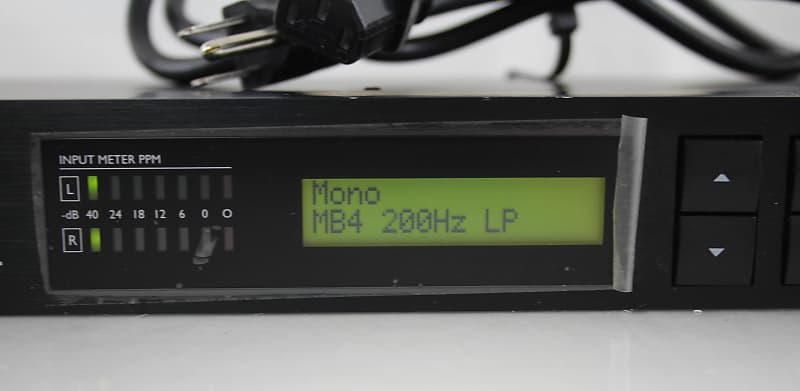 INPUT METER PPM
L
-dB 40 24 18 12 6 0 O
R
Mono
MB4 200Hz LP